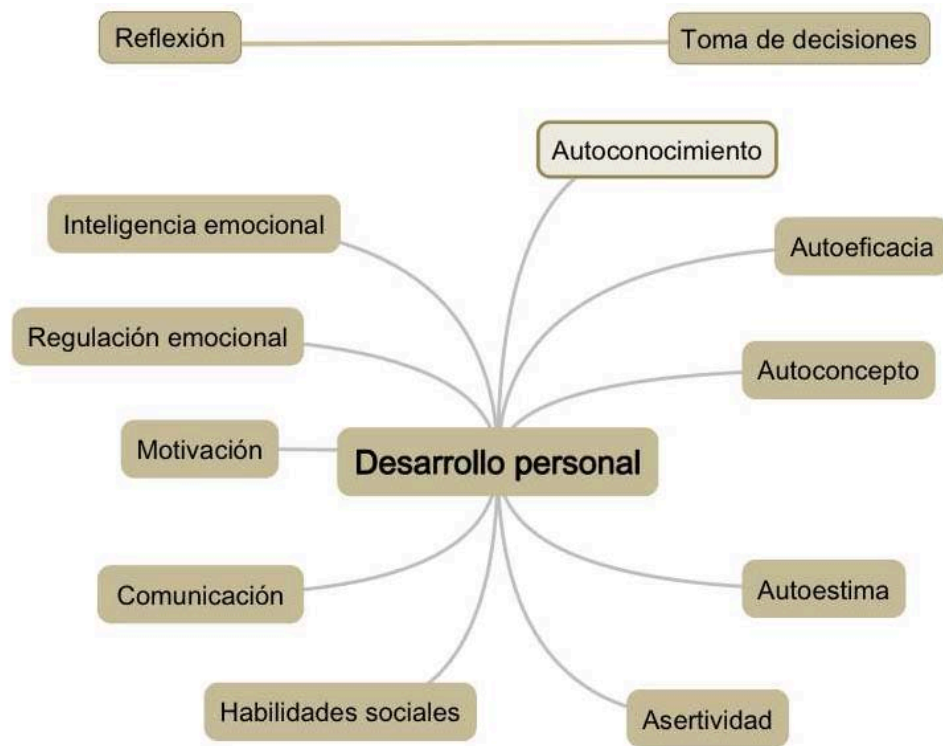 Reflexión
Toma de decisiones
Autoconocimiento
Inteligencia emocional
Autoeficacia
Regulación emocional
Autoconcepto
Motivación
Desarrollo personal
Comunicación
Autoestima
Habilidades sociales
Asertividad